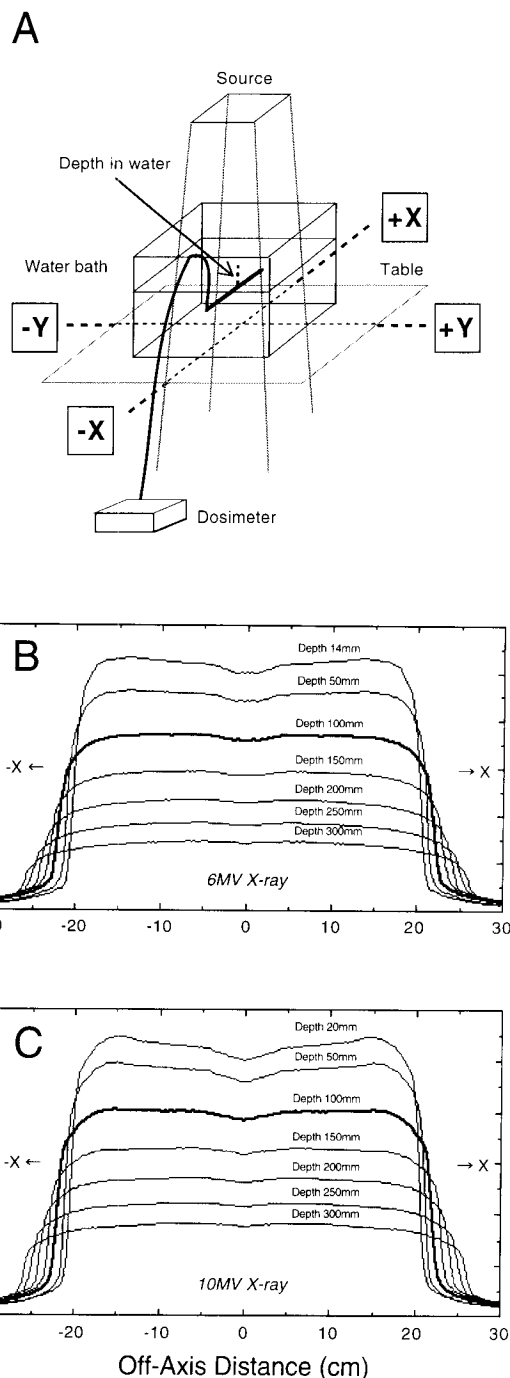 A
Source
Depth in water
+X
Water bath
Table
-Y
+Y
-X
Dosimeter
B
Depth 14mm
Depth 50mm
Depth 100mm
-X ←
Depth 150mm
→ X
Depth 200mm
Depth 250mm
Depth 300mm
6MV X-ray
-20 -10 0 10 20 30
C
Depth 20mm
Depth 50mm
Depth 100mm
Depth 150mm
-X ←
→ X
Depth 200mm
Depth 250mm
Depth 300mm
10MV X-ray
-20 -10 0 10 20 30
Off-Axis Distance (cm)